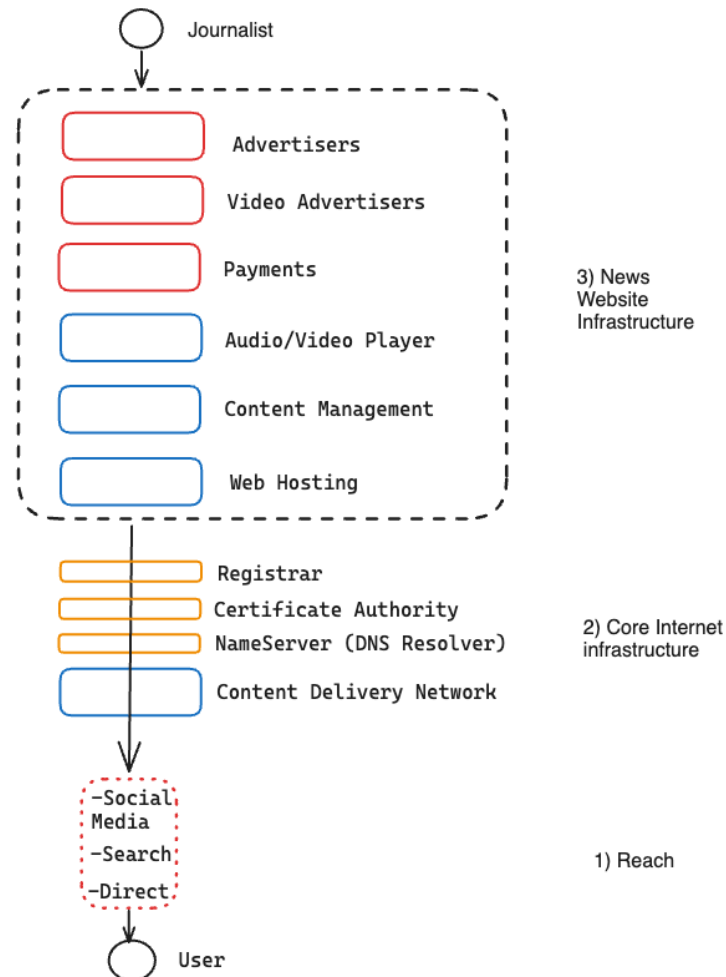 Journalist
Advertisers
Video Advertisers
Payments
3) News
Website
Infrastructure
Audio/Video Player
Content Management
Web Hosting
Registrar
Certificate Authority
NameServer (DNS Resolver)
2) Core Internet
infrastructure
Content Delivery Network
-Social
Media
-Search
1) Reach
-Direct
User